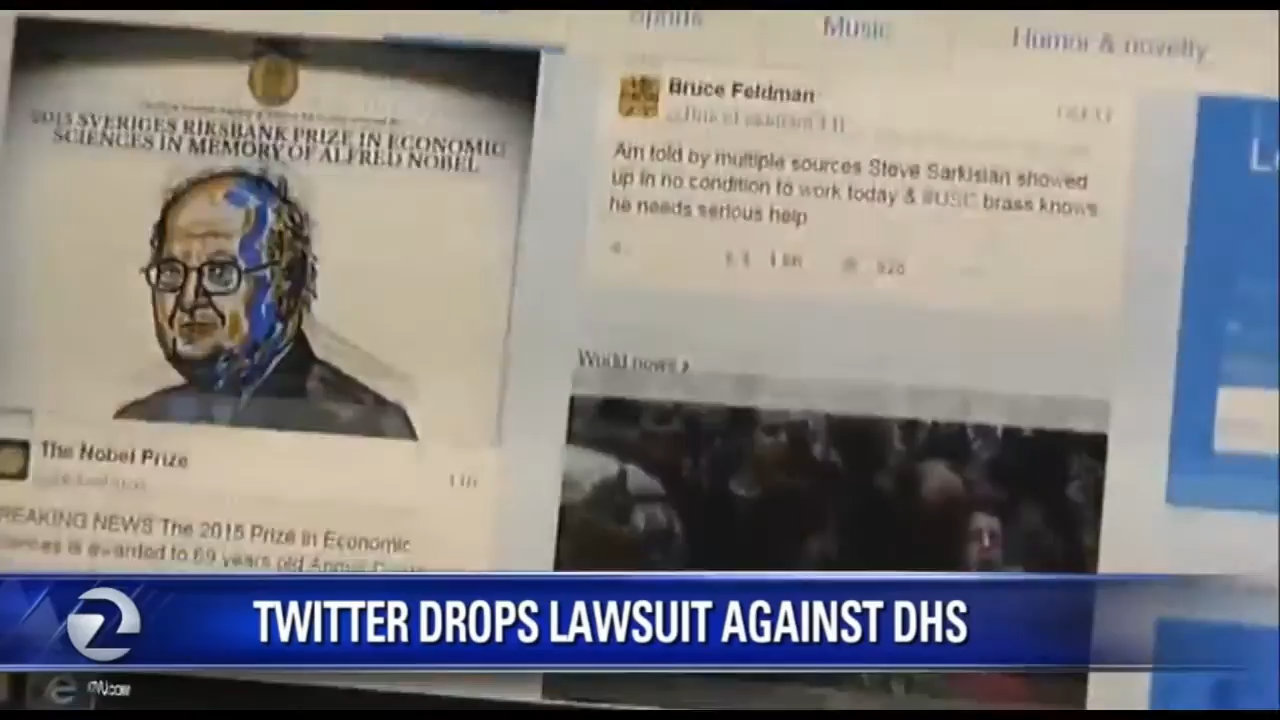 Sports
Music
Humor & novelty
2015 SVERIGES RIKSBANK PRIZE IN ECONOMIC
SCIENCES IN MEMORY OF ALFRED NOBEL
Bruce Feldman
Am told by multiple sources Steve Sarkisian showed
up in no condition to work today & #USC brass knows
he needs serious help
World news ›
The Nobel Prize
11h
REAKING NEWS The 2015 Prize in Economic
iences is awarded to 69 years old Angus
2
TWITTER DROPS LAWSUIT AGAINST DHS